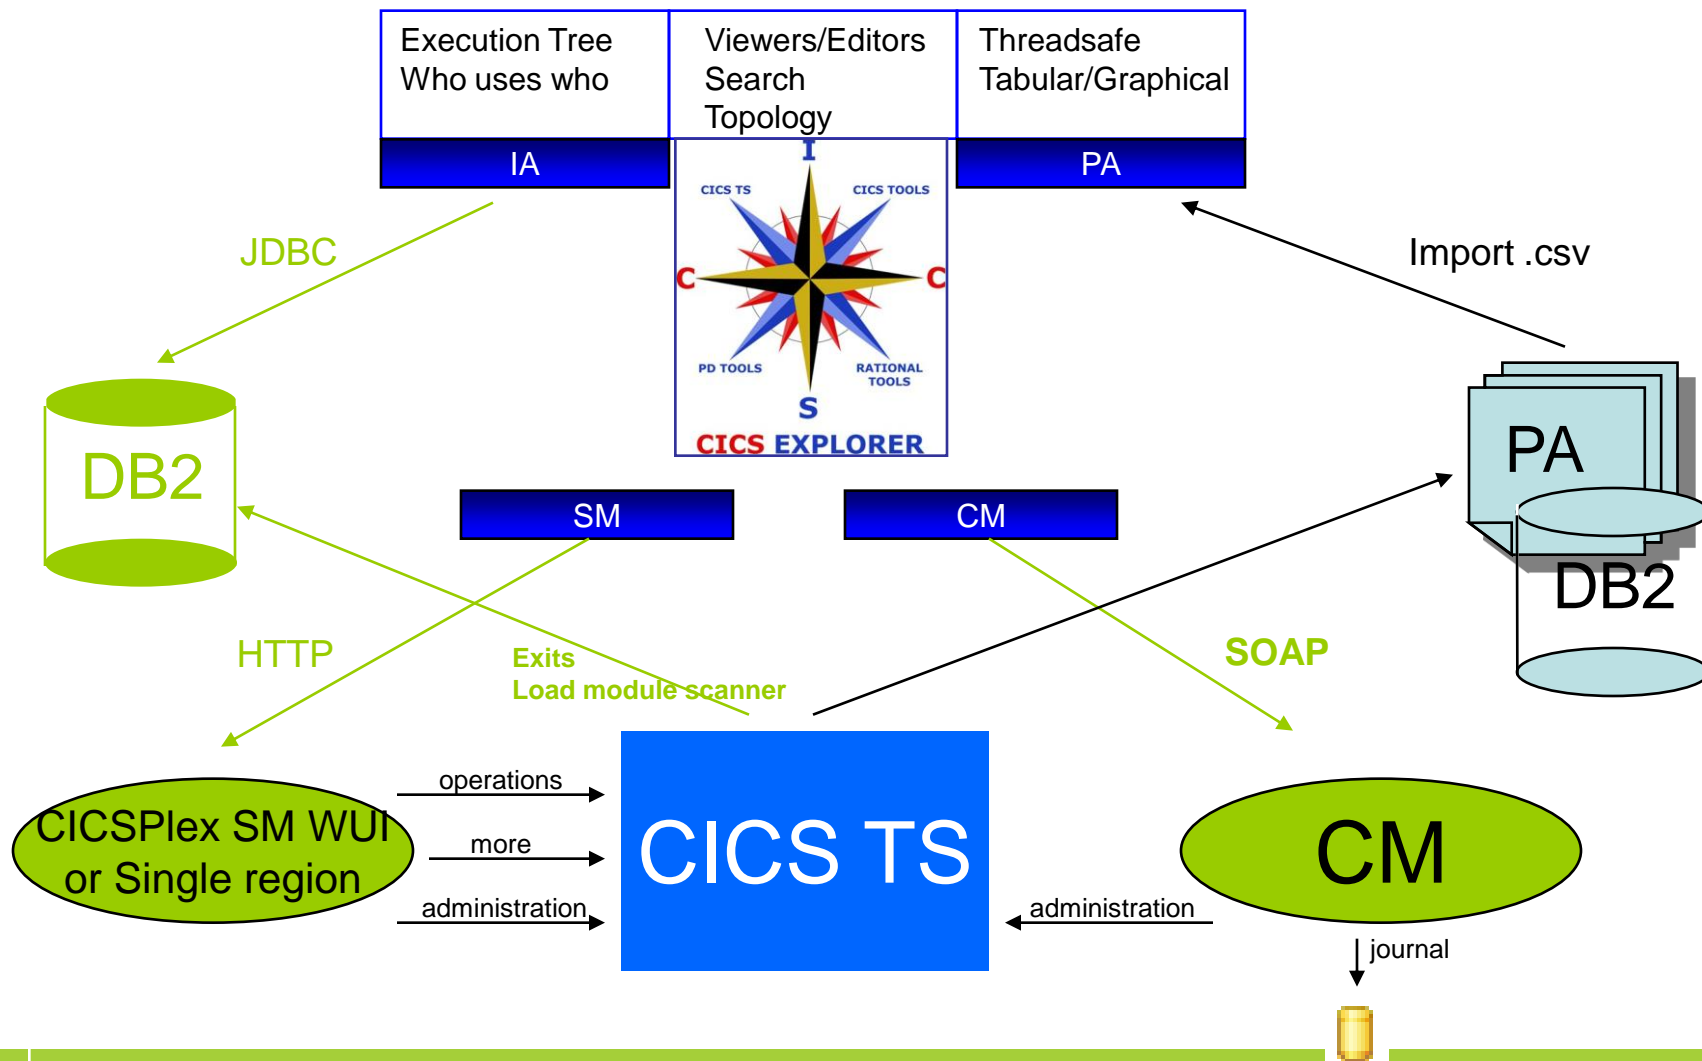 Execution Tree
Who uses who
Viewers/Editors
Search
Topology
Threadsafe
Tabular/Graphical
IA
PA
I
CICS TS
CICS TOOLS
C
C
PD TOOLS
RATIONAL
TOOLS
S
CICS EXPLORER
JDBC
Import .csv
DB2
PA
DB2
SM
CM
HTTP
Exits
Load module scanner
SOAP
CICSPlex SM WUI
or Single region
operations
more
administration
CICS TS
administration
CM
journal